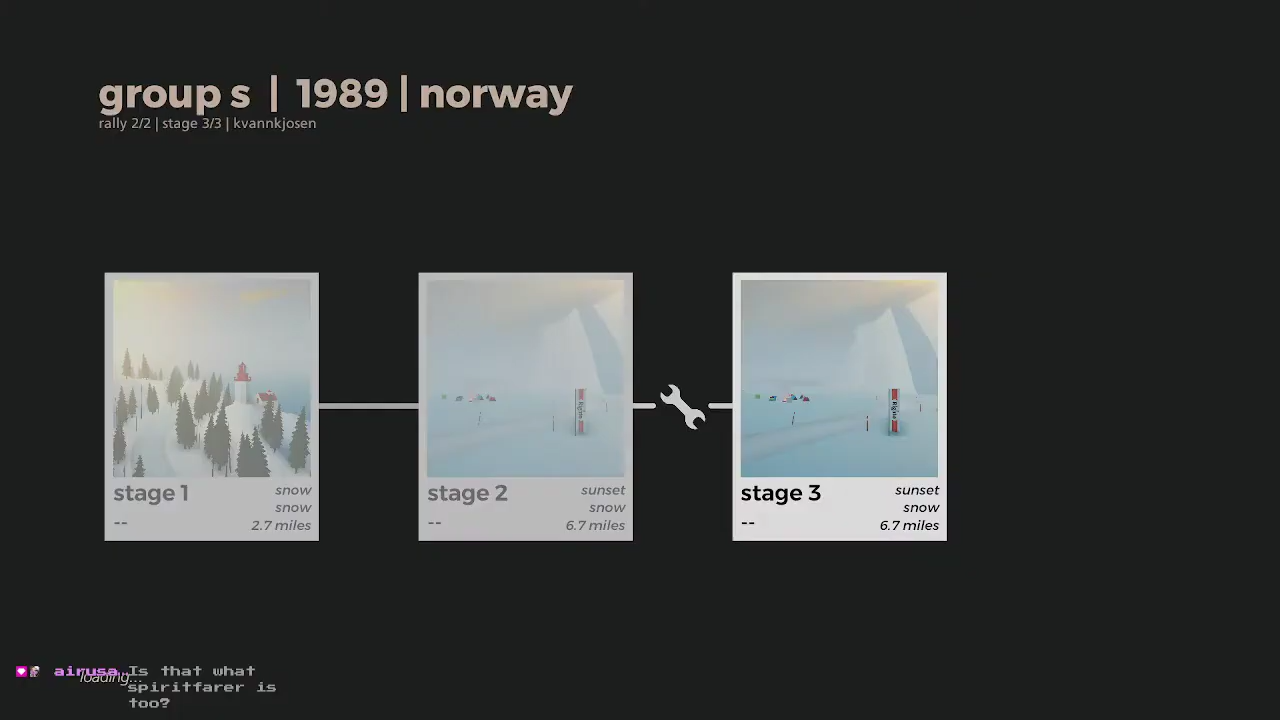 group s | 1989 | norway
rally 2/2 | stage 3/3 | kvannkjosen
stage 1
snow
snow
--
2.7 miles
stage 2
sunset
snow
--
6.7 miles
stage 3
sunset
snow
--
6.7 miles
loading...
airusa Is that what
spiritfarer is
too?